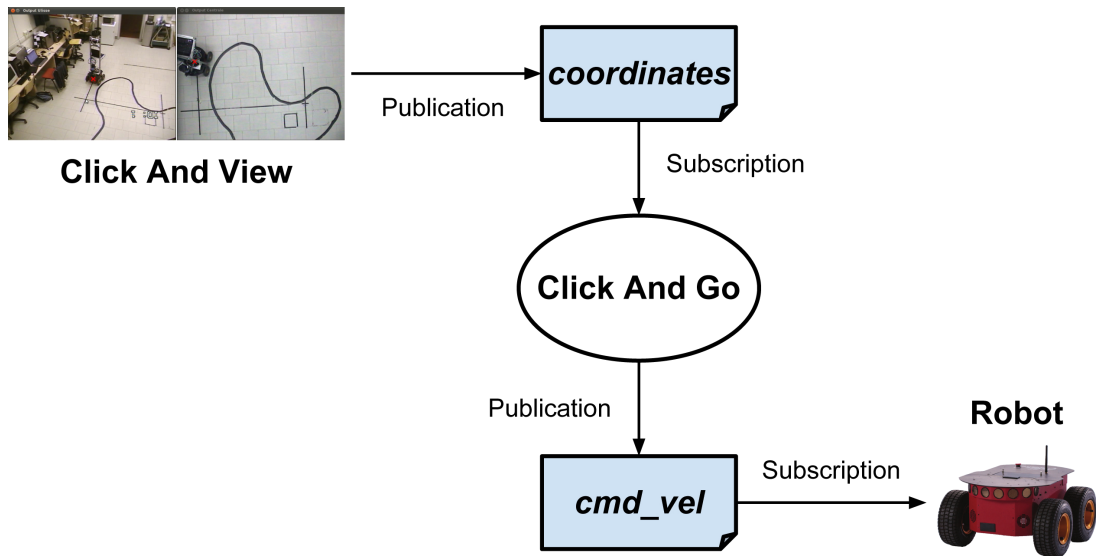 coordinates
Publication
Click And View
Subscription
Click And Go
Publication
Robot
Subscription
cmd_vel